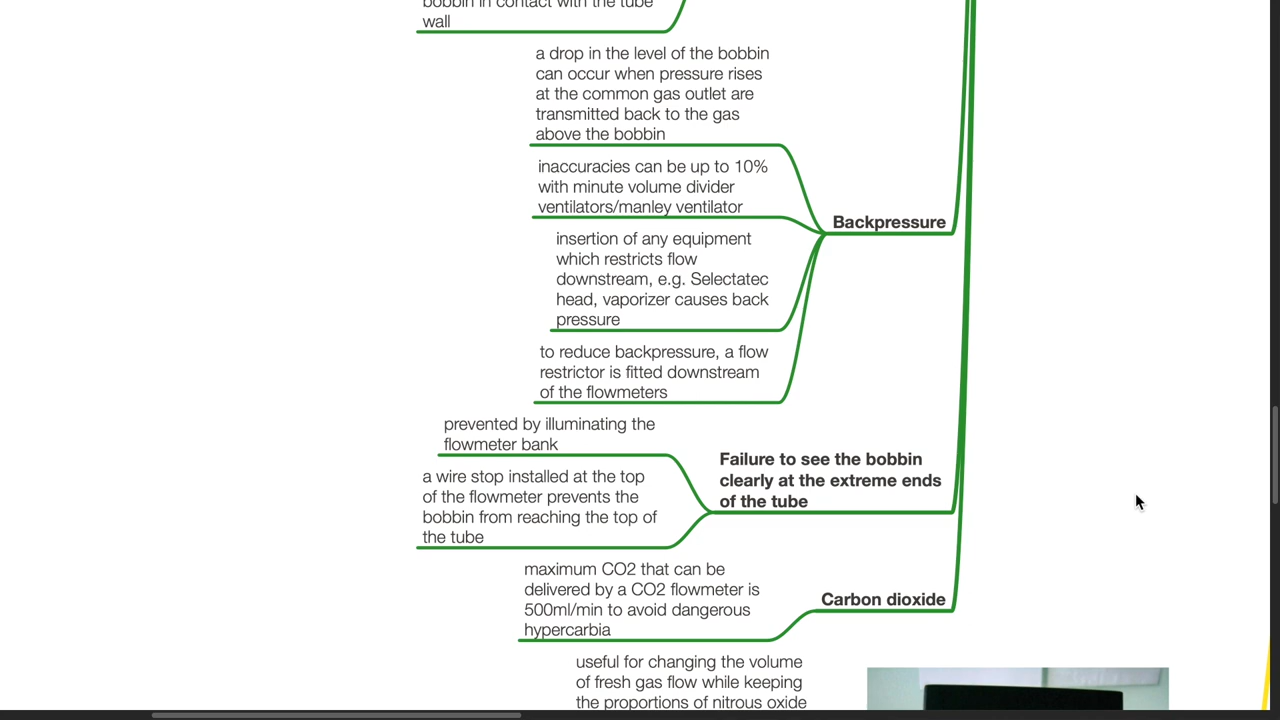 bobbin in contact with the tube
wall
a drop in the level of the bobbin
can occur when pressure rises
at the common gas outlet are
transmitted back to the gas
above the bobbin
inaccuracies can be up to 10%
with minute volume divider
ventilators/manley ventilator
Backpressure
insertion of any equipment
which restricts flow
downstream, e.g. Selectatec
head, vaporizer causes back
pressure
to reduce backpressure, a flow
restrictor is fitted downstream
of the flowmeters
prevented by illuminating the
flowmeter bank
Failure to see the bobbin
clearly at the extreme ends
of the tube
a wire stop installed at the top
of the flowmeter prevents the
bobbin from reaching the top of
the tube
maximum CO2 that can be
delivered by a CO2 flowmeter is
500ml/min to avoid dangerous
hypercarbia
Carbon dioxide
useful for changing the volume
of fresh gas flow while keeping
the proportions of nitrous oxide